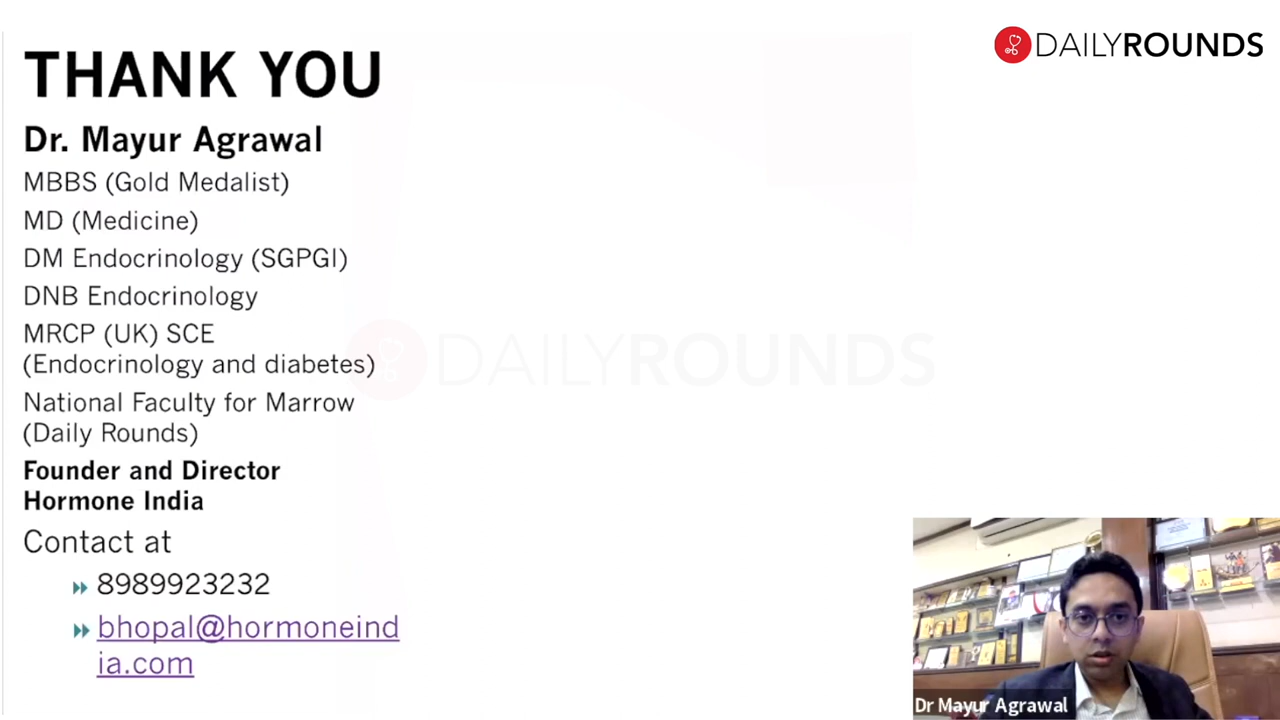 DAILYROUNDS
THANK YOU
Dr. Mayur Agrawal
MBBS (Gold Medalist)
MD (Medicine)
DM Endocrinology (SGPGI)
DNB Endocrinology
MRCP (UK) SCE
(Endocrinology and diabetes)
National Faculty for Marrow
(Daily Rounds)
Founder and Director
Hormone India
Contact at
8989923232
bhopal@hormoneind
ia.com
DAILYROUNDS
Dr Mayur Agrawal